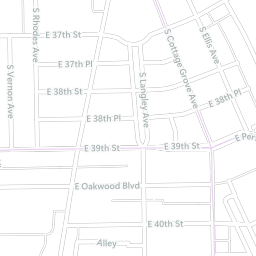 E 37th St
E 37th Pl
E 38th St
E 38th Pl
E 38th Pl
E 39th St
E 39th St
E Oakwood Blvd
E 40th St
Alley
S Vernon Ave
S Rhodes Ave
S Langley Ave
S Cottage Grove Ave
S Ellis Ave